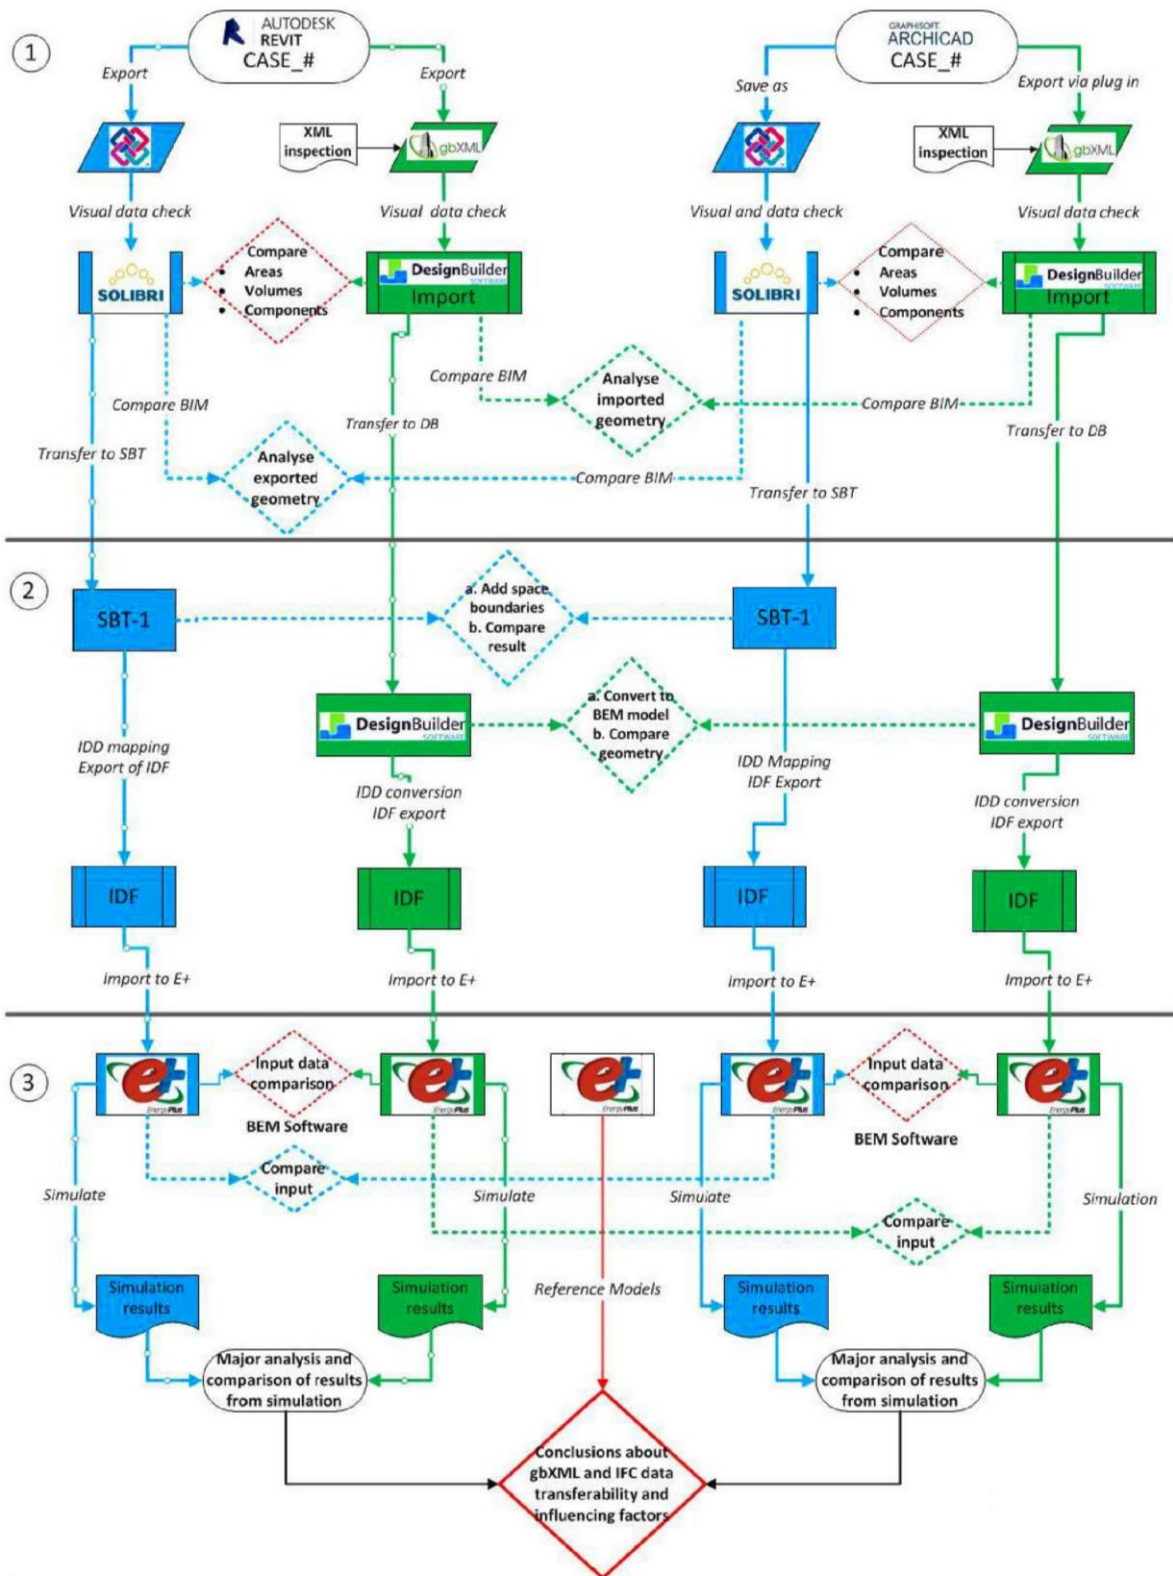 1
AUTODESK
REVIT
CASE_#
GRAPHISOFT
ARCHICAD
CASE_#
Export
Export
Save as
Export via plug in
XML
inspection
gbXML
XML
inspection
gbXML
Visual data check
Visual data check
Visual and data check
Visual data check
SOLIBRI
Compare
• Areas
• Volumes
• Components
DesignBuilder
SOFTWARE
Import
SOLIBRI
Compare
• Areas
• Volumes
• Components
DesignBuilder
SOFTWARE
Import
Compare BIM
Compare BIM
Analyse
imported
geometry
Compare BIM
Transfer to SBT
Transfer to DB
Transfer to DB
Analyse
exported
geometry
Compare BIM
Transfer to SBT
2
SBT-1
a. Add space
boundaries
b. Compare
result
SBT-1
DesignBuilder
SOFTWARE
a. Convert to
BEM model
b. Compare
geometry
DesignBuilder
SOFTWARE
IDD mapping
Export of IDF
IDD conversion
IDF export
IDD Mapping
IDF Export
IDD conversion
IDF export
IDF
IDF
IDF
IDF
Import to E+
Import to E+
Import to E+
Import to E+
3
e+
EnergyPlus
Input data
comparison
e+
EnergyPlus
e+
EnergyPlus
e+
EnergyPlus
Input data
comparison
e+
EnergyPlus
BEM Software
BEM Software
Simulate
Compare
input
Simulate
Simulate
Simulation
Compare
input
Simulation
results
Simulation
results
Reference Models
Simulation
results
Simulation
results
Major analysis and
comparison of results
from simulation
Major analysis and
comparison of results
from simulation
Conclusions about
gbXML and IFC data
transferability and
influencing factors